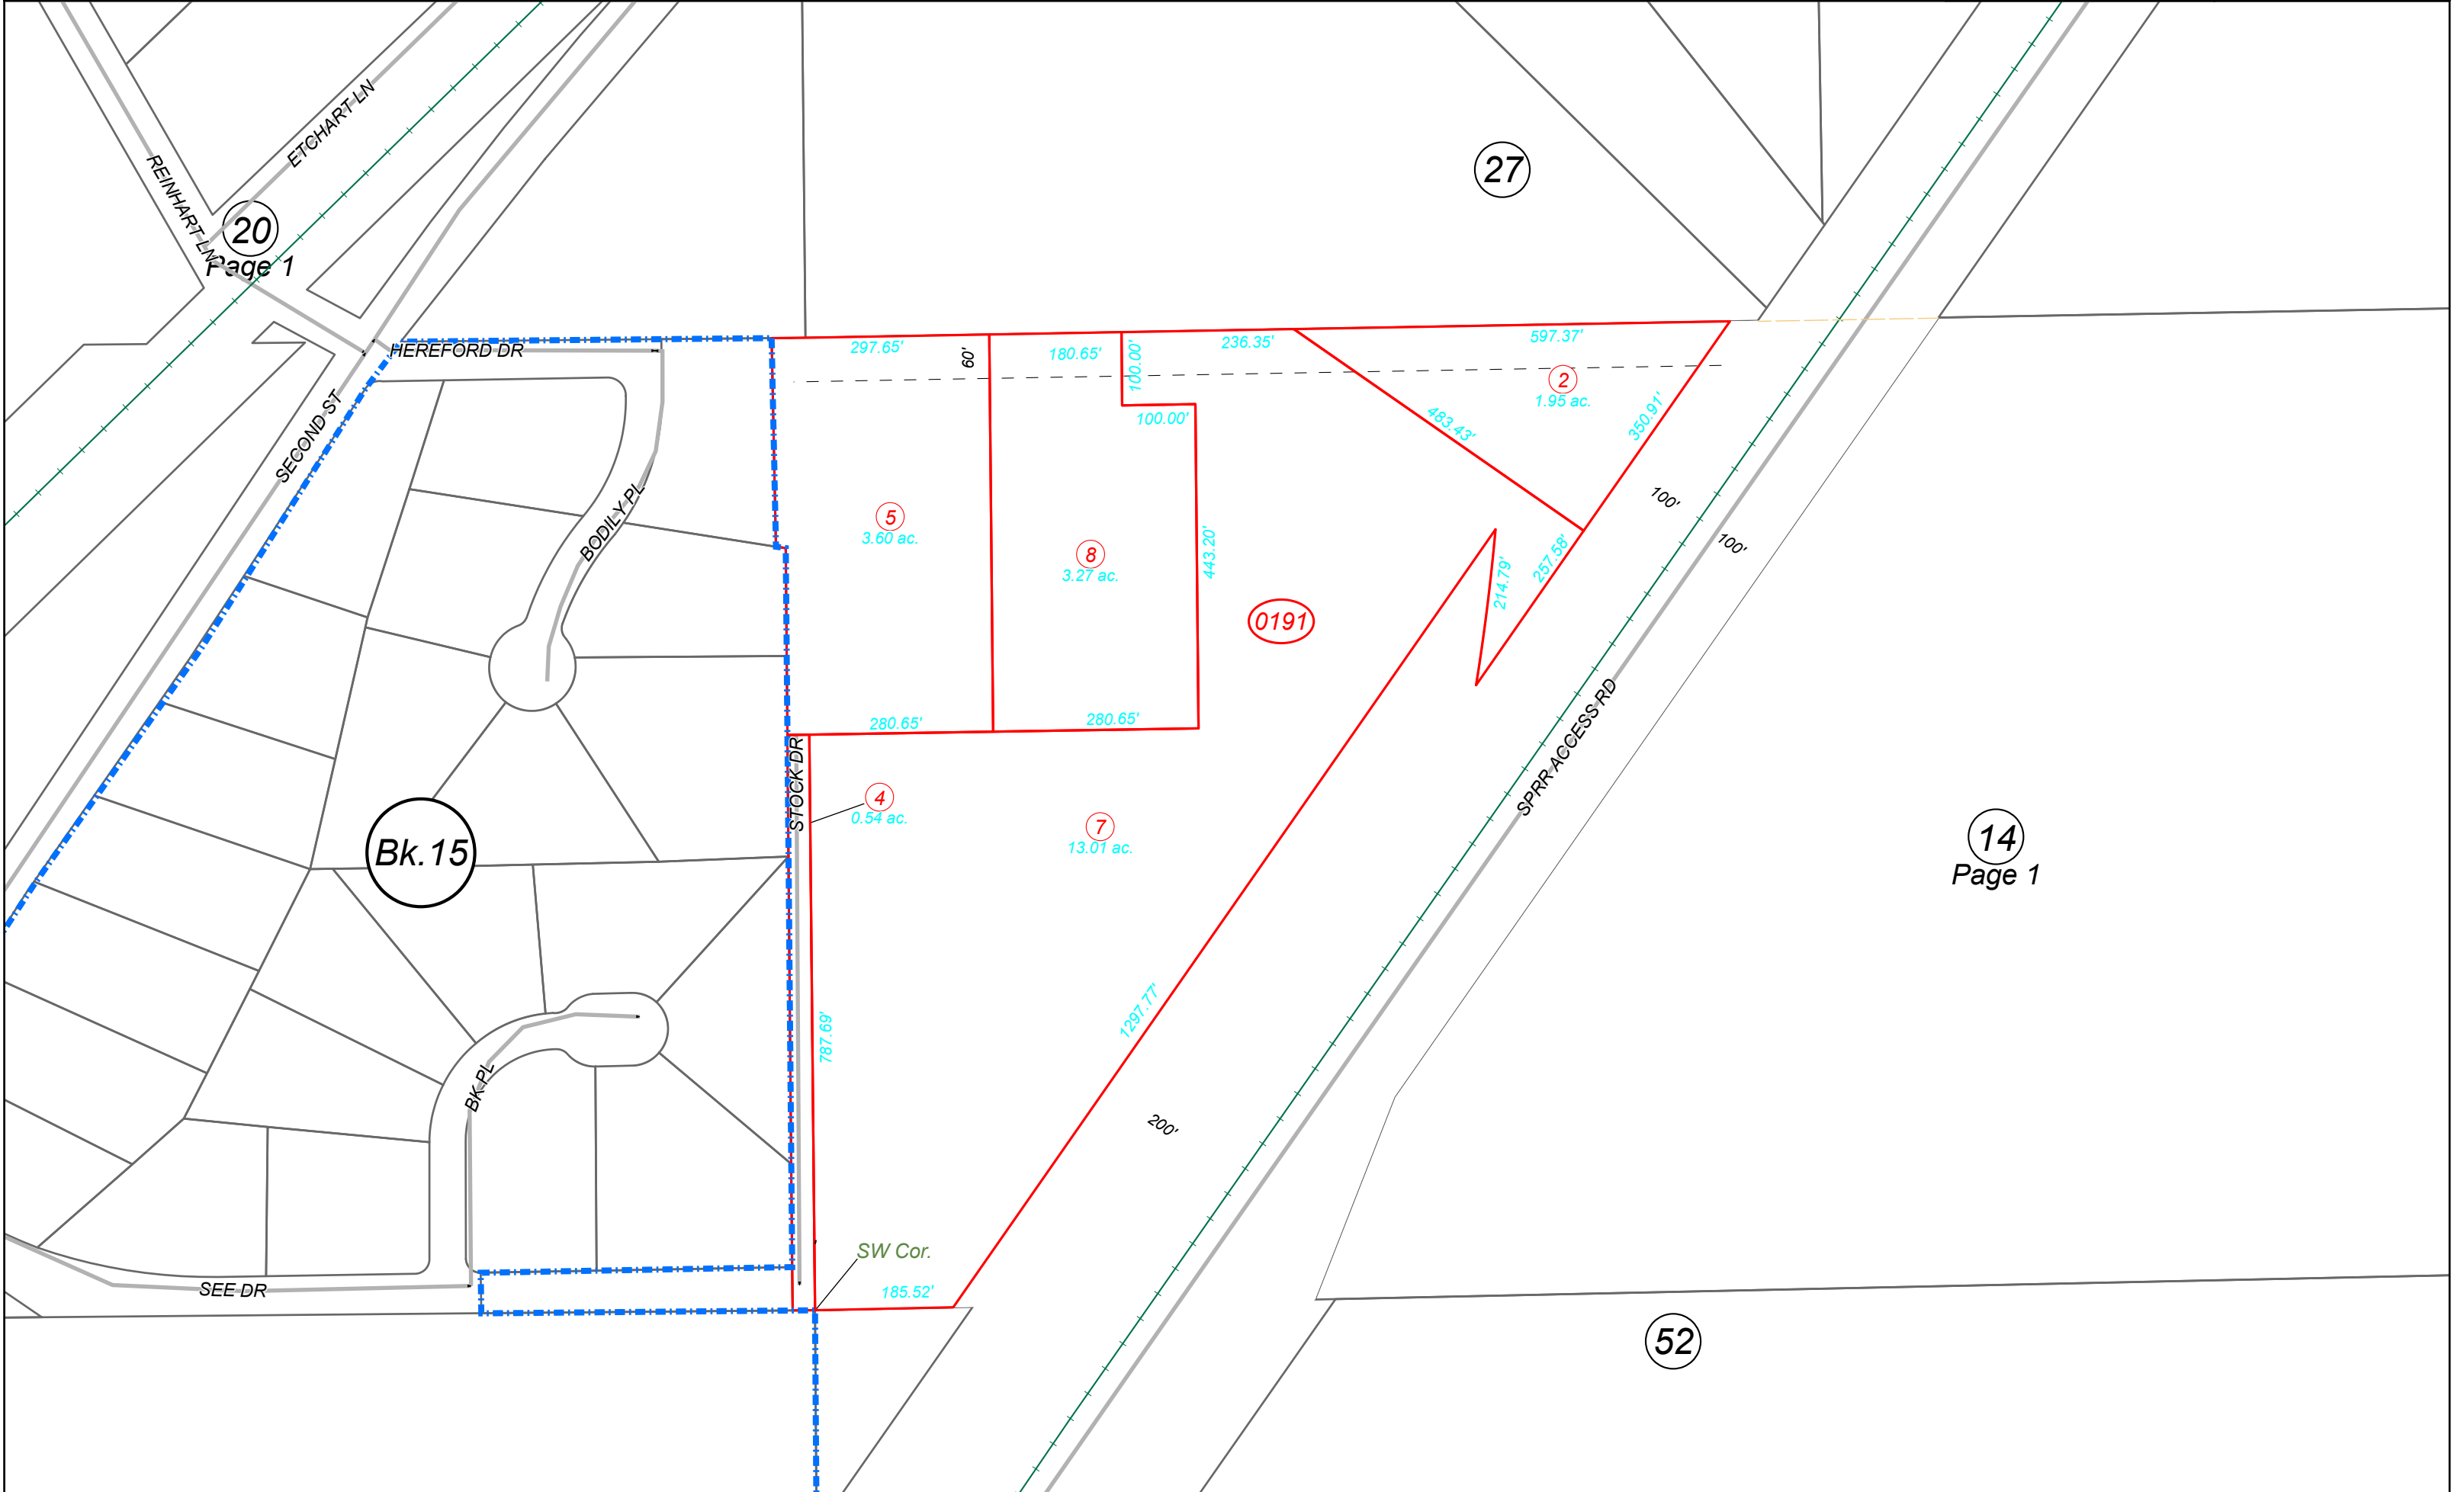 ETCHART LN
REINHART LN
20
Page 1
27
HEREFORD DR
297.65'
60'
180.65'
100.00'
236.35'
597.37'
2
1.95 ac.
100.00'
483.43'
350.91'
SECOND ST
BODILY PL
5
3.60 ac.
8
3.27 ac.
443.20'
214.79'
257.58'
100'
100'
0191
280.65'
280.65'
STOCK DR
4
0.54 ac.
7
13.01 ac.
SPRR ACCESS RD
Bk.15
14
Page 1
787.69'
1297.77'
BK PL
200'
SW Cor.
SEE DR
185.52'
52